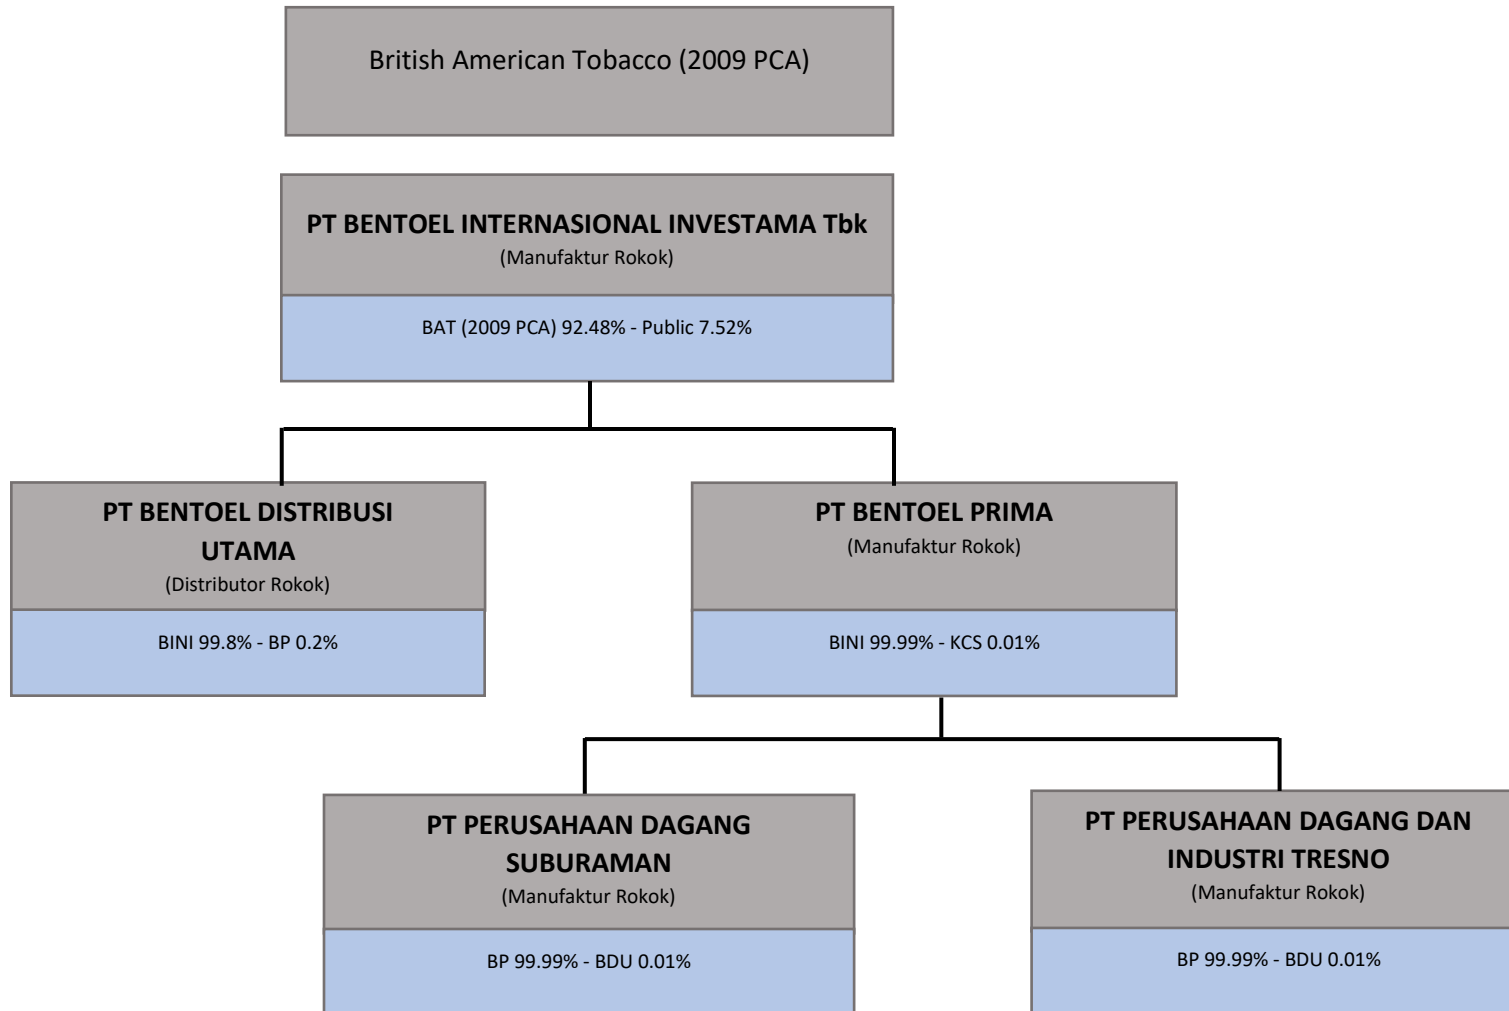 British American Tobacco (2009 PCA)
PT BENTOEL INTERNASIONAL INVESTAMA Tbk
(Manufaktur Rokok)
BAT (2009 PCA) 92.48% - Public 7.52%
PT BENTOEL DISTRIBUSI
UTAMA
(Distributor Rokok)
BINI 99.8% - BP 0.2%
PT BENTOEL PRIMA
(Manufaktur Rokok)
BINI 99.99% - KCS 0.01%
PT PERUSAHAAN DAGANG
SUBURAMAN
(Manufaktur Rokok)
BP 99.99% - BDU 0.01%
PT PERUSAHAAN DAGANG DAN
INDUSTRI TRESNO
(Manufaktur Rokok)
BP 99.99% - BDU 0.01%